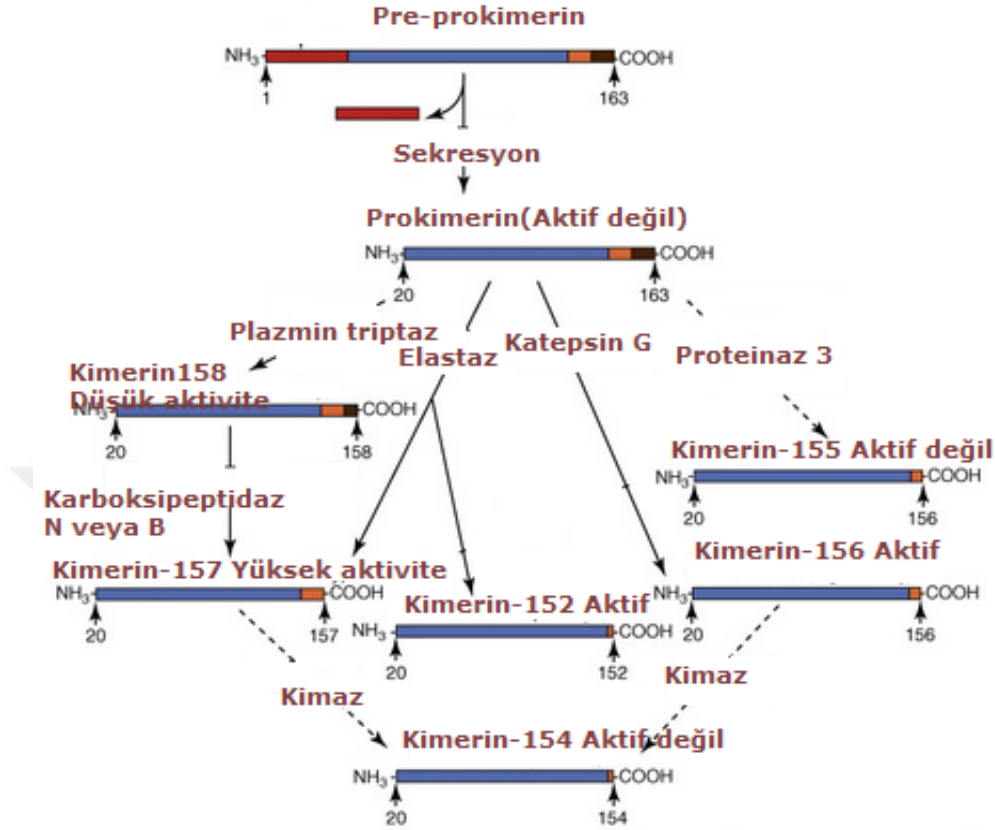 Pre-prokimerin
NH3 COOH
1 163
Sekresyon
Prokimerin(Aktif değil)
NH3 COOH
20 163
Plazmin triptaz
Elastaz
Katepsin G
Proteinaz 3
Kimerin158
Düşük aktivite
NH3 COOH
20 158
Kimerin-155 Aktif değil
NH3 COOH
20 156
Karboksipeptidaz
N veya B
Kimerin-157 Yüksek aktivite
NH3 COOH
20 157
Kimerin-152 Aktif
NH3 COOH
20 152
Kimerin-156 Aktif
NH3 COOH
20 156
Kimaz
Kimaz
Kimerin-154 Aktif değil
NH3 COOH
20 154